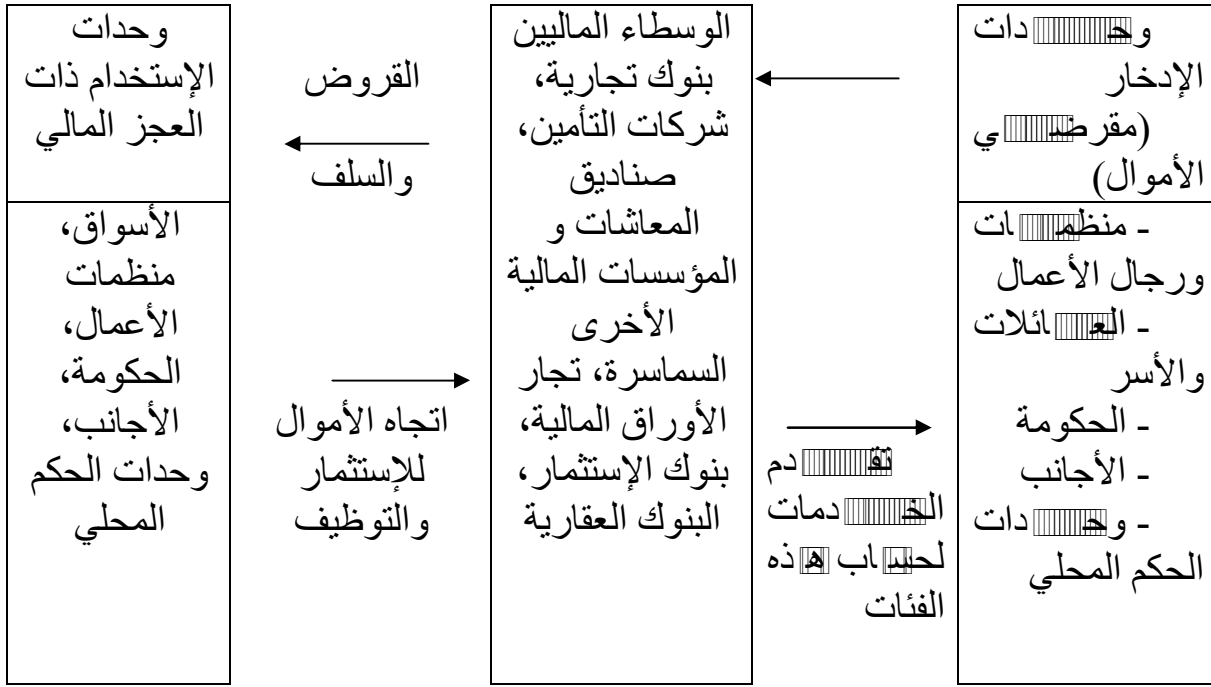 وحدات
الإدخار
(مقرضي
الأموال)
- منظمات
ورجال الأعمال
- العائلات
والأسر
- الحكومة
- الأجانب
- وحدات
الحكم المحلي
تقدم
الخدمات
لحساب هذه
الفئات
الوسطاء الماليين
بنوك تجارية،
شركات التأمين،
صناديق
المعاشات و
المؤسسات المالية
الأخرى
السماسرة، تجار
الأوراق المالية،
بنوك الإستثمار،
البنوك العقارية
القروض
والسلف
اتجاه الأموال
للإستثمار
والتوظيف
وحدات
الإستخدام ذات
العجز المالي
الأسواق،
منظمات
الأعمال،
الحكومة،
الأجانب،
وحدات الحكم
المحلي